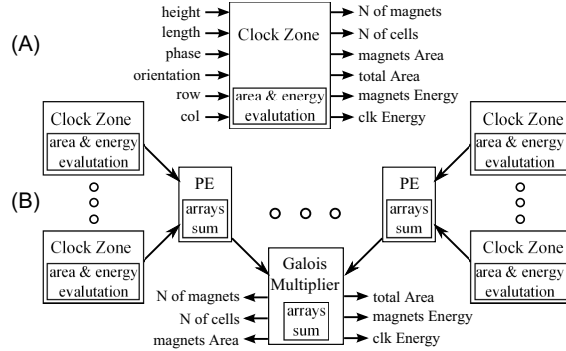 (A)
height
length
phase
orientation
row
col
Clock Zone
area & energy
evalutation
N of magnets
N of cells
magnets Area
total Area
magnets Energy
clk Energy
(B)
Clock Zone
area & energy
evalutation
Clock Zone
area & energy
evalutation
PE
arrays
sum
PE
arrays
sum
Clock Zone
area & energy
evalutation
Clock Zone
area & energy
evalutation
Galois
Multiplier
arrays
sum
N of magnets
N of cells
magnets Area
total Area
magnets Energy
clk Energy